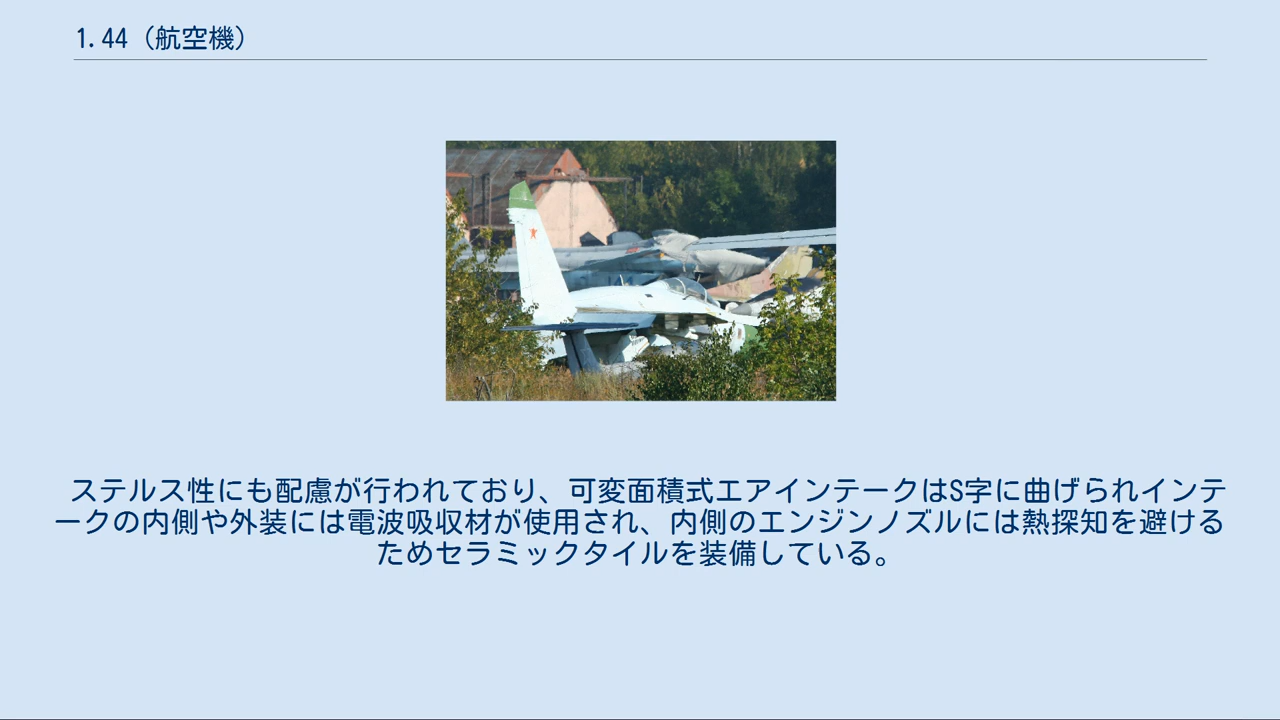 1.44（航空機）
ステルス性にも配慮が行われており、可変面積式エアインテークはS字に曲げられインテ
ークの内側や外装には電波吸収材が使用され、内側のエンジンノズルには熱探知を避ける
ためセラミックタイルを装備している。